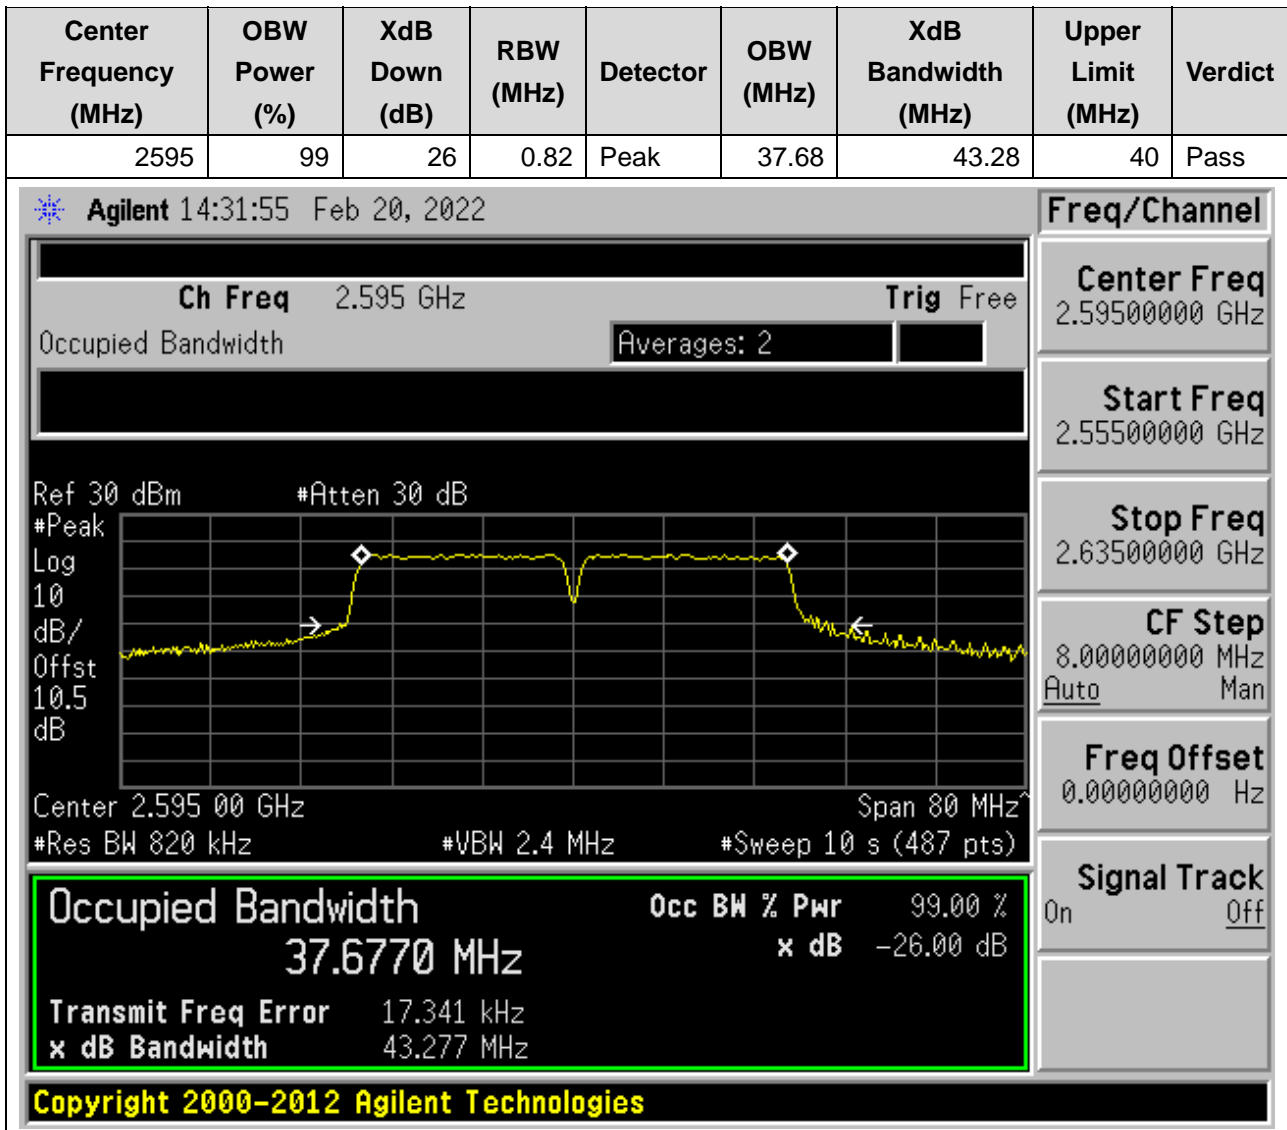 Center Frequency (MHz) OBW Power (%) XdB Down (dB) RBW (MHz) Detector OBW (MHz) XdB Bandwidth (MHz) Upper Limit (MHz) Verdict
2595 99 26 0.82 Peak 37.68 43.28 40 Pass
Agilent 14:31:55 Feb 20, 2022
Ch Freq 2.595 GHz Trig Free
Occupied Bandwidth Averages: 2
Ref 30 dBm #Atten 30 dB
#Peak
Log
10
dB/
Offst
10.5
dB
Center 2.595 00 GHz Span 80 MHz^
#Res BW 820 kHz #VBW 2.4 MHz #Sweep 10 s (487 pts)
Occupied Bandwidth Occ BW % Pwr 99.00 %
37.6770 MHz x dB -26.00 dB
Transmit Freq Error 17.341 kHz
x dB Bandwidth 43.277 MHz
Freq/Channel
Center Freq
2.59500000 GHz
Start Freq
2.55500000 GHz
Stop Freq
2.63500000 GHz
CF Step
8.00000000 MHz
Auto Man
Freq Offset
0.00000000 Hz
Signal Track
On Off
Copyright 2000-2012 Agilent Technologies